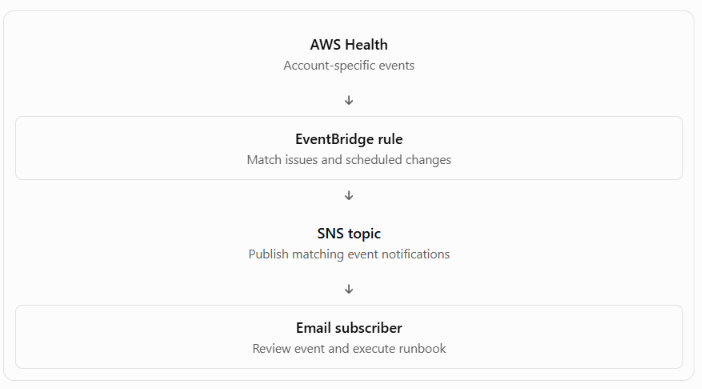 AWS Health
Account-specific events
↓
EventBridge rule
Match issues and scheduled changes
↓
SNS topic
Publish matching event notifications
↓
Email subscriber
Review event and execute runbook